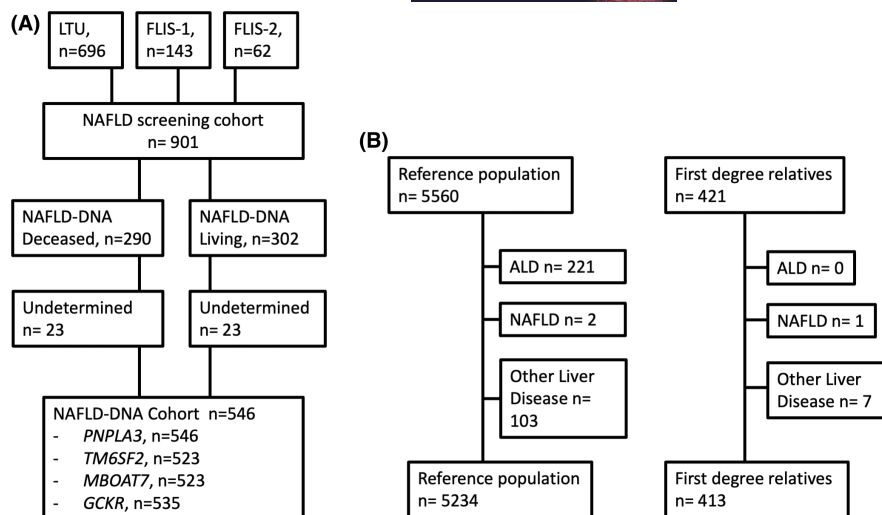 (A)
LTU,
n=696
FLIS-1,
n=143
FLIS-2,
n=62
NAFLD screening cohort
n= 901
NAFLD-DNA
Deceased, n=290
NAFLD-DNA
Living, n=302
Undetermined
n= 23
Undetermined
n= 23
NAFLD-DNA Cohort n=546
- PNPLA3, n=546
- TM6SF2, n=523
- MBOAT7, n=523
- GCKR, n=535
(B)
Reference population
n= 5560
ALD n= 221
NAFLD n= 2
Other Liver
Disease n=
103
Reference population
n= 5234
First degree relatives
n= 421
ALD n= 0
NAFLD n= 1
Other Liver
Disease n= 7
First degree relatives
n= 413